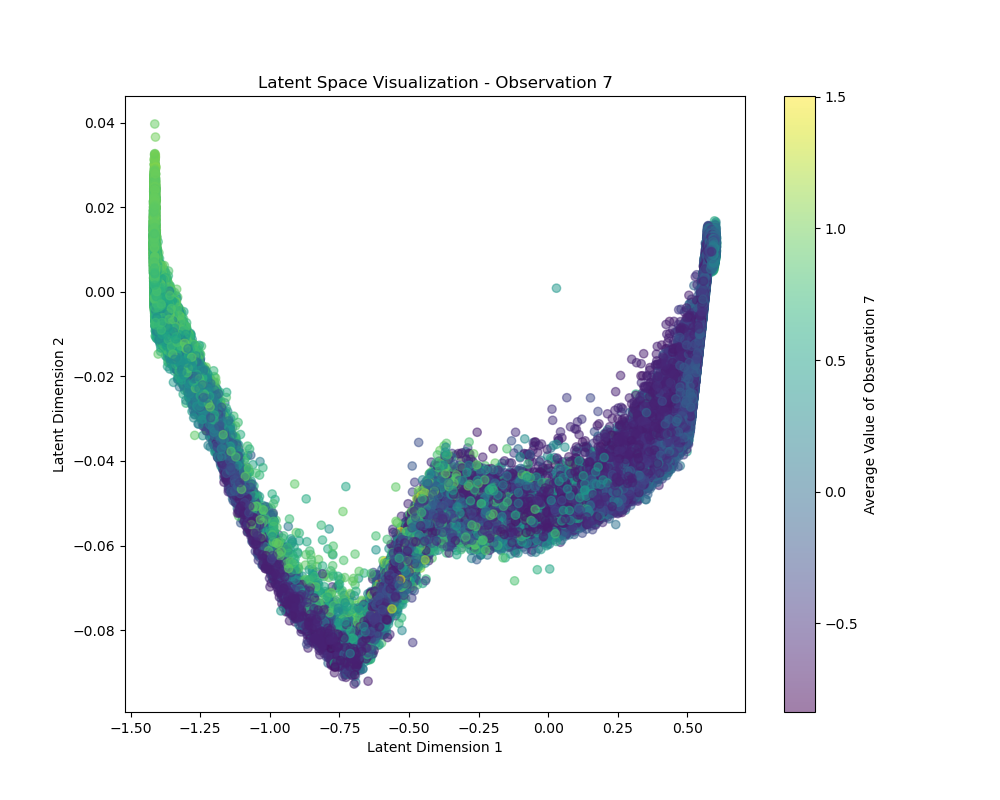 Latent Space Visualization - Observation 7
0.04
0.02
0.00
−0.02
−0.04
−0.06
−0.08
Latent Dimension 2
−1.50 −1.25 −1.00 −0.75 −0.50 −0.25 0.00 0.25 0.50
Latent Dimension 1
1.5
1.0
0.5
0.0
−0.5
Average Value of Observation 7